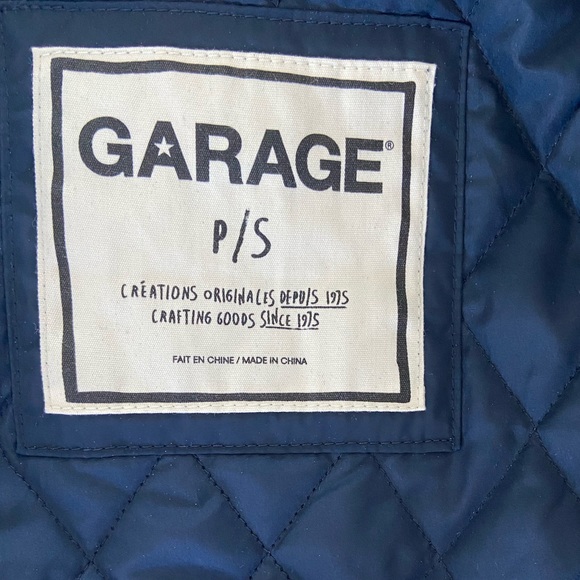 GARAGE®
P/S
CRÉATIONS ORIGINALES DEPUIS 1975
CRAFTING GOODS SINCE 1975
FAIT EN CHINE / MADE IN CHINA